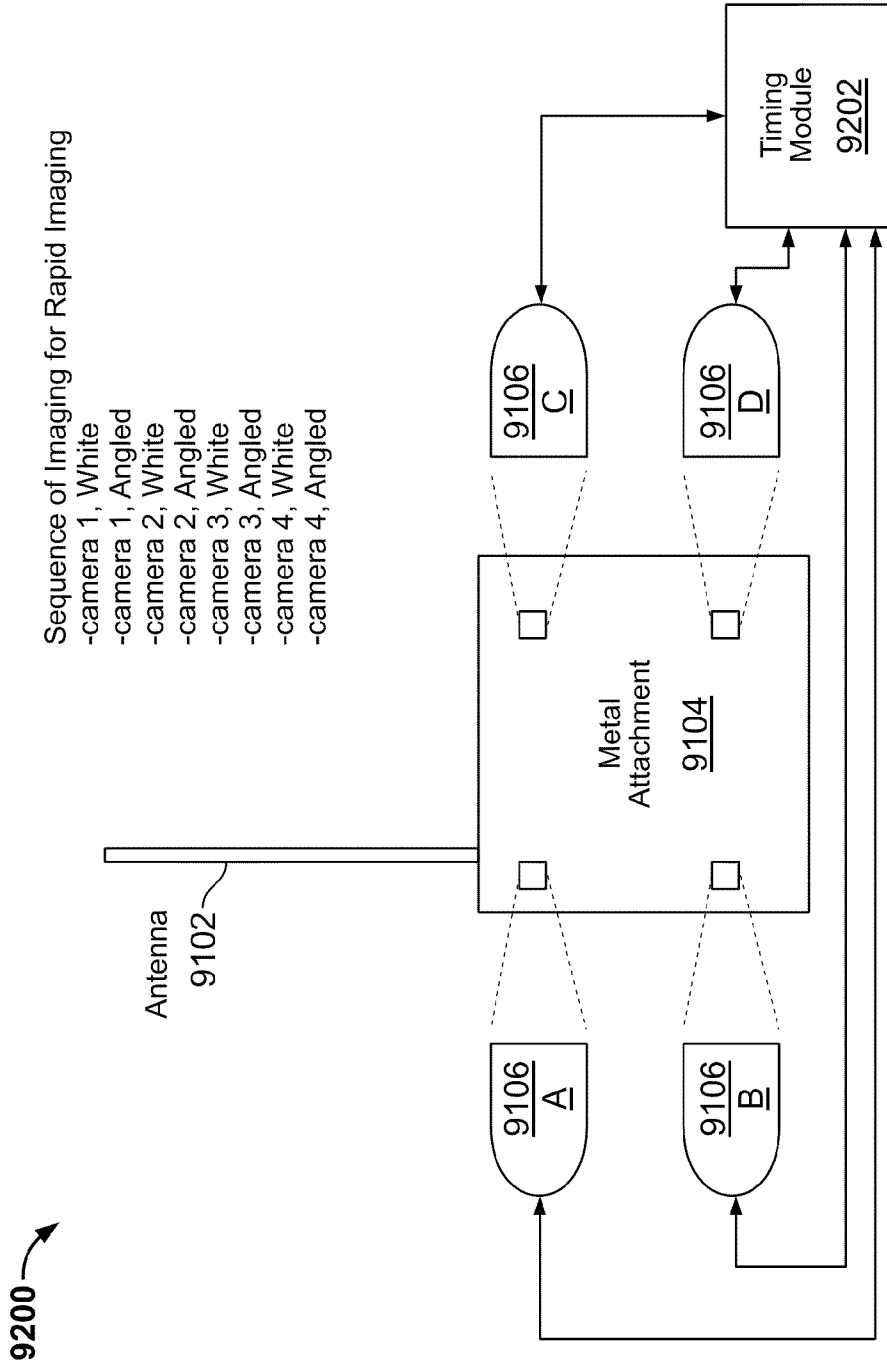 9200
Sequence of Imaging for Rapid Imaging
-camera 1, White
-camera 1, Angled
-camera 2, White
-camera 2, Angled
-camera 3, White
-camera 3, Angled
-camera 4, White
-camera 4, Angled
Antenna
9102
9106
A
9106
B
Metal
Attachment
9104
9106
C
9106
D
Timing
Module
9202